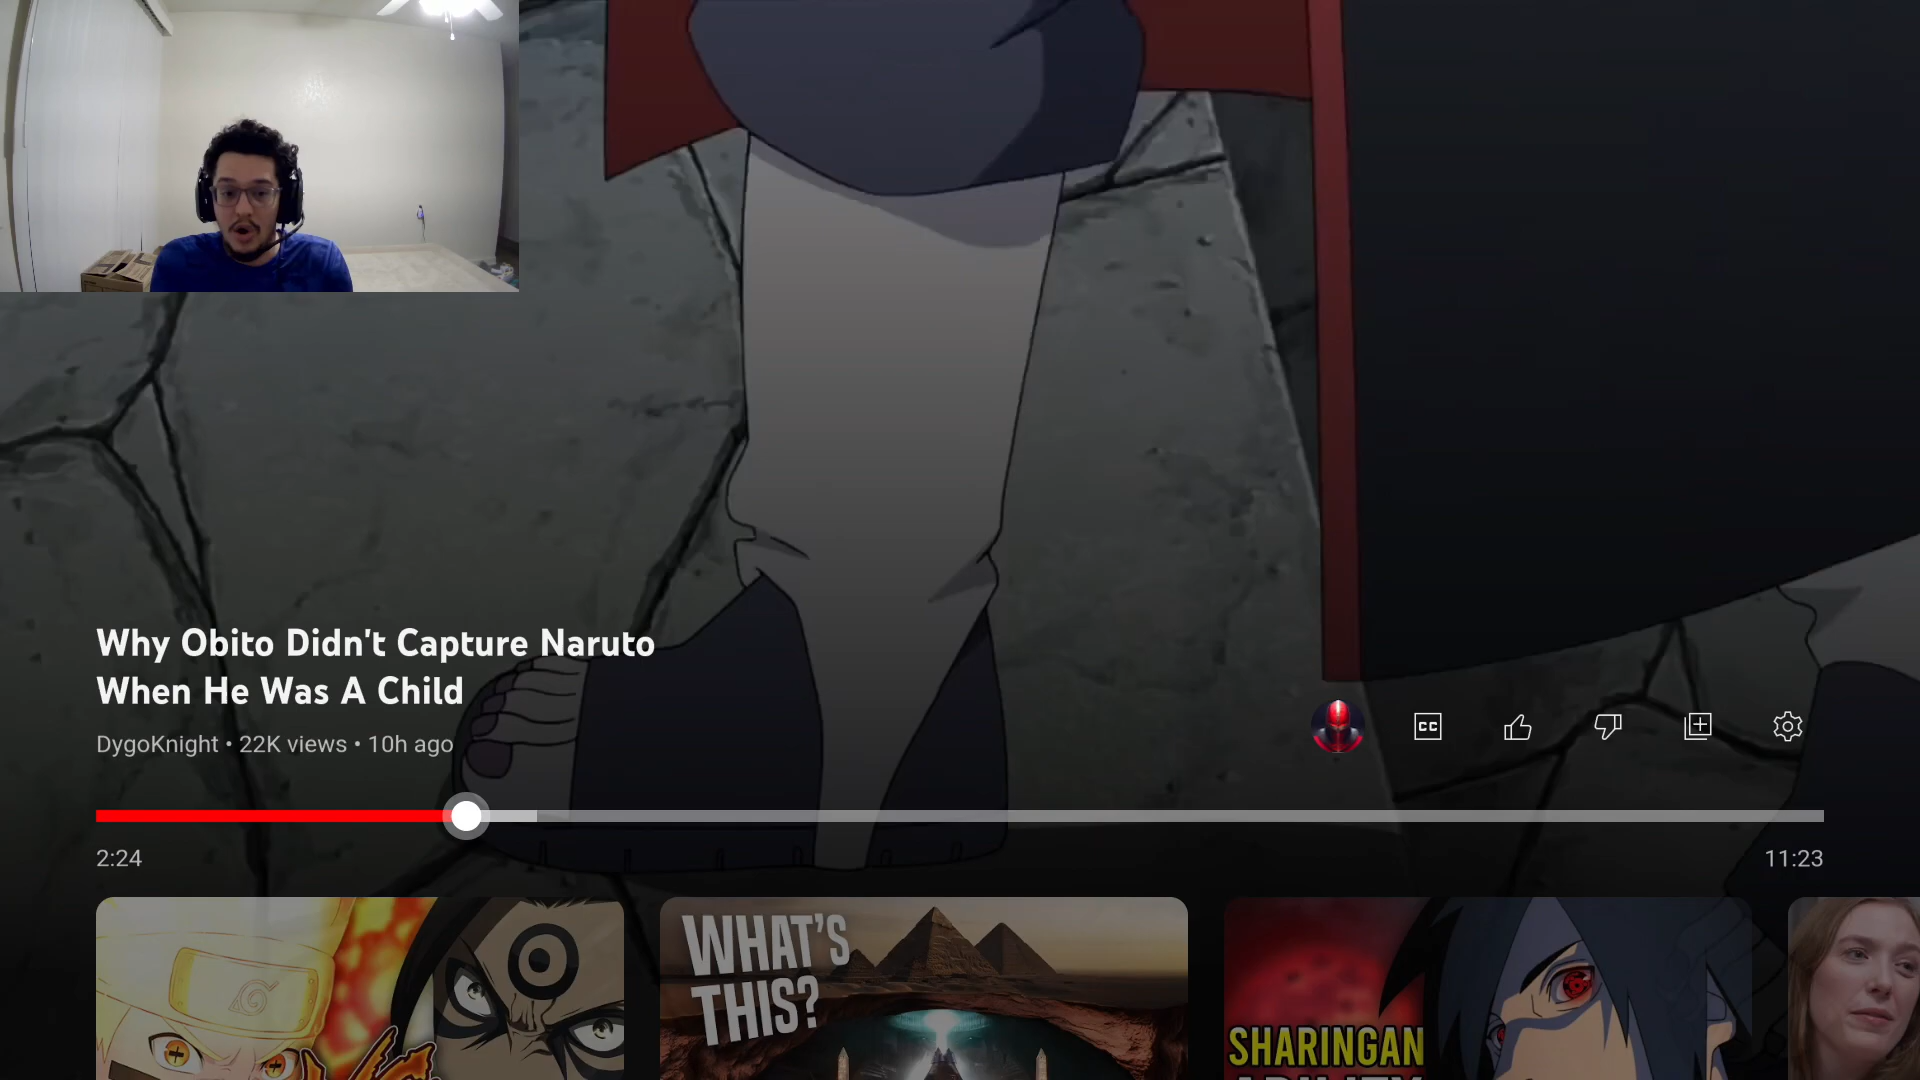 Why Obito Didn't Capture Naruto
When He Was A Child
DygoKnight • 22K views • 10h ago
CC
2:24
11:23
WHAT'S
THIS?
SHARINGAN
ABILITY